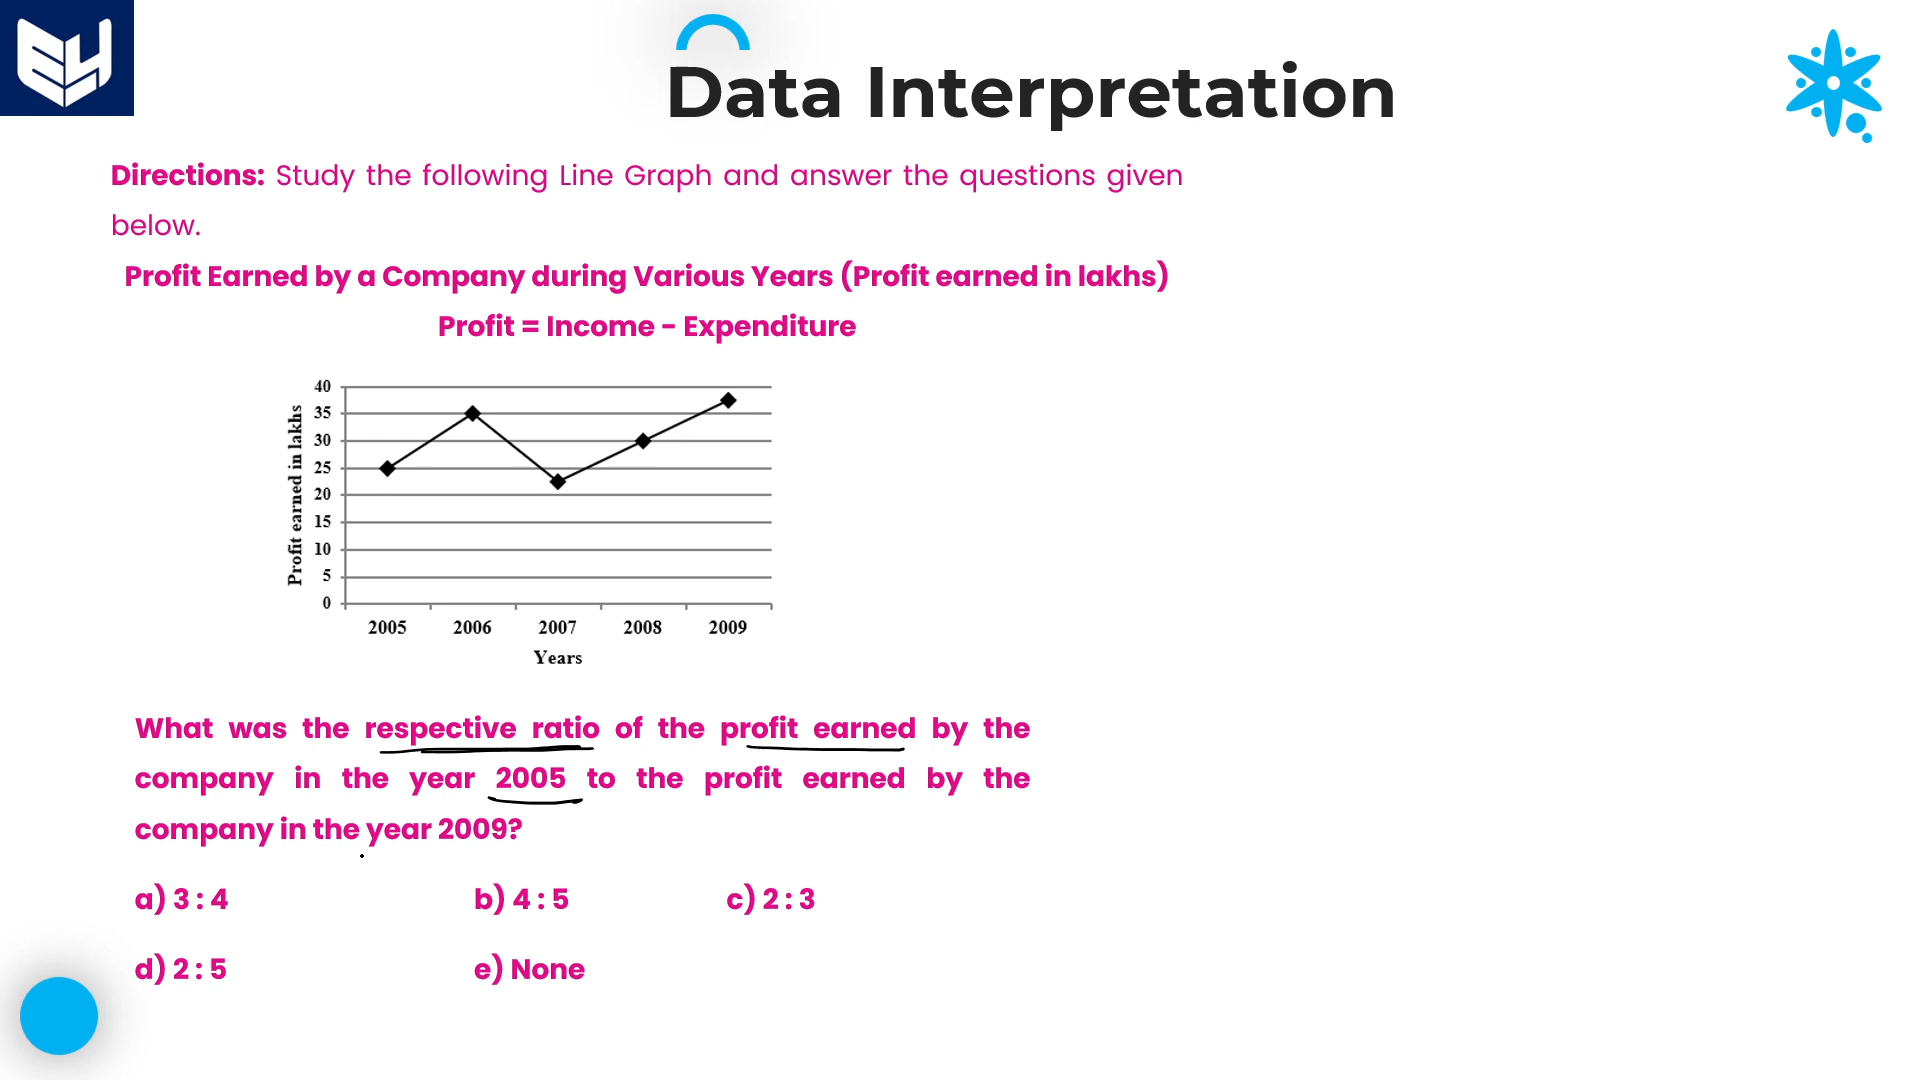 EY
Data Interpretation
Directions: Study the following Line Graph and answer the questions given
below.
Profit Earned by a Company during Various Years (Profit earned in lakhs)
Profit = Income - Expenditure
Profit earned in lakhs
40
35
30
25
20
15
10
5
0
2005 2006 2007 2008 2009
Years
What was the respective ratio of the profit earned by the
company in the year 2005 to the profit earned by the
company in the year 2009?
a) 3 : 4 b) 4 : 5 c) 2 : 3
d) 2 : 5 e) None